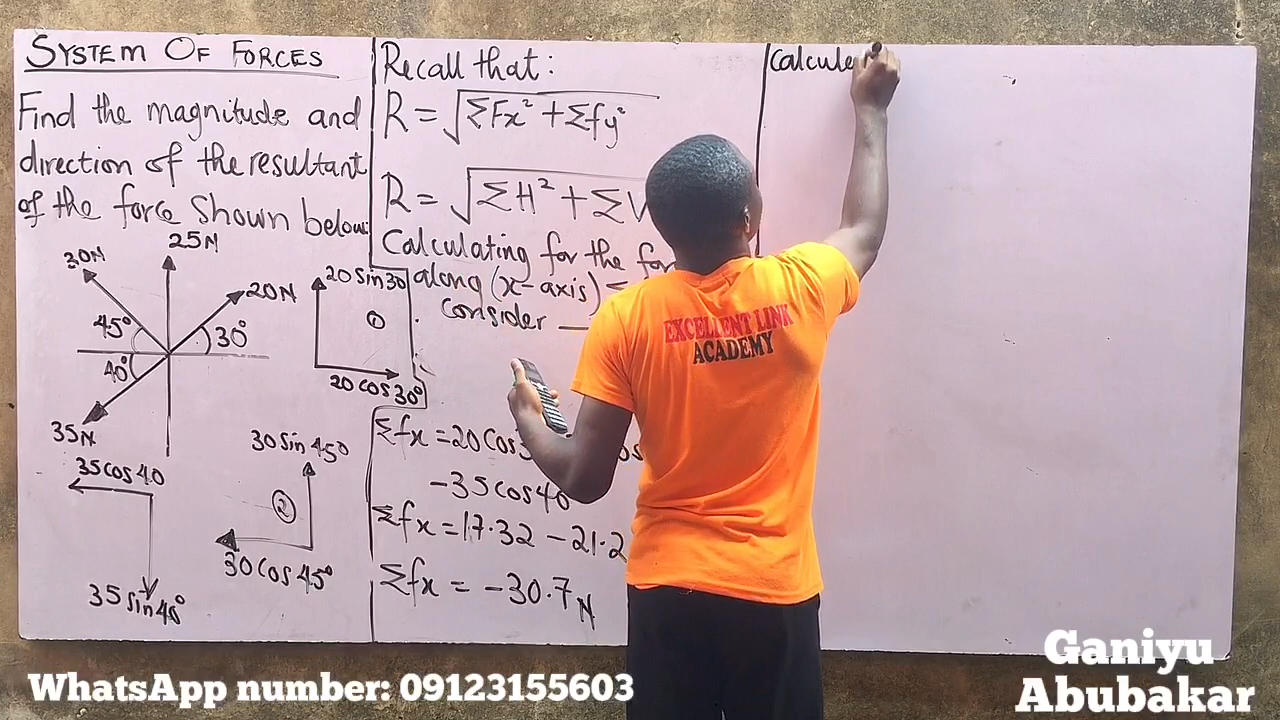 SYSTEM OF FORCES
Find the magnitude and
direction of the resultant
of the force shown below:
30N
25N
20N
45°
30°
40°
35N
20 sin 30
①
20 cos 30°
35 cos 40
35 sin 40°
30 sin 45°
②
30 cos 45°
Recall that:
R = √ΣFx² + Σfy²
R = √ΣH² + ΣV
Calculating for the
along (x-axis)
consider
Σfx = 20 cos
-35 cos 40
Σfx = 17.32 - 21.2
Σfx = -30.7 N
Calcula
EXCELLENT LINK
ACADEMY
WhatsApp number: 09123155603
Ganiyu
Abubakar